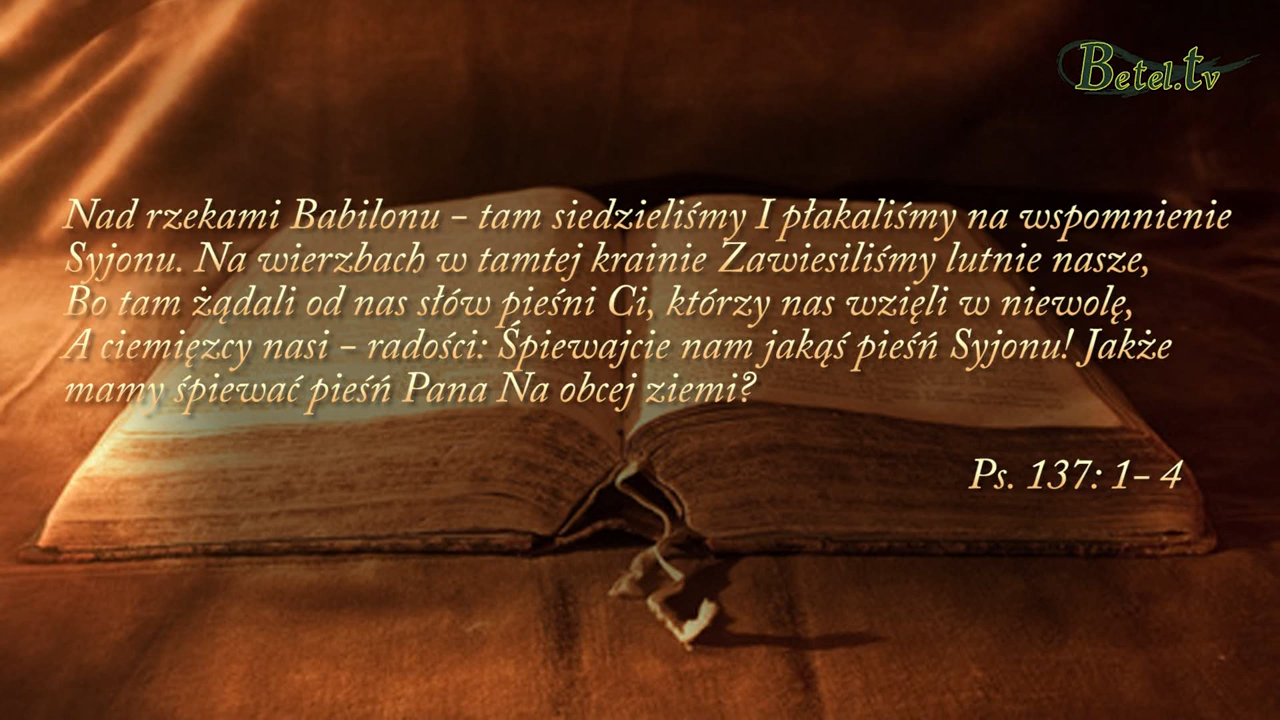 Betel.tv
Nad rzekami Babilonu - tam siedzieliśmy I płakaliśmy na wspomnienie
Syjonu. Na wierzbach w tamtej krainie Zawiesiliśmy lutnie nasze,
Bo tam żądali od nas słów pieśni Ci, którzy nas wzięli w niewolę,
A ciemięzcy nasi - radości: Śpiewajcie nam jakąś pieśń Syjonu! Jakże
mamy śpiewać pieśń Pana Na obcej ziemi?
Ps. 137: 1- 4